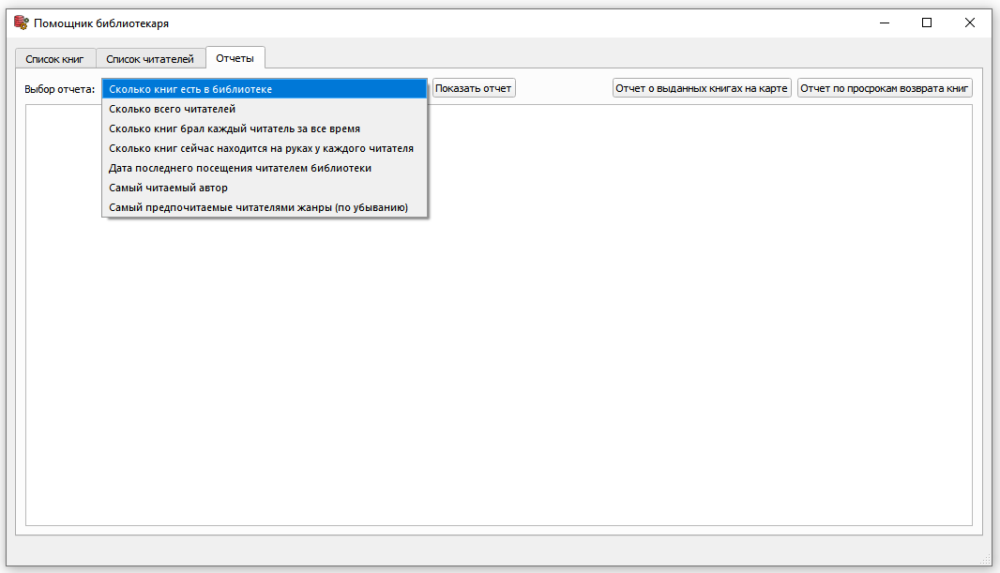 Помощник библиотекаря
Список книг Список читателей Отчеты
Выбор отчета: Сколько книг есть в библиотеке Показать отчет Отчет о выданных книгах на карте Отчет по просрокам возврата книг
Сколько всего читателей
Сколько книг брал каждый читатель за все время
Сколько книг сейчас находится на руках у каждого читателя
Дата последнего посещения читателем библиотеки
Самый читаемый автор
Самый предпочитаемые читателями жанры (по убыванию)